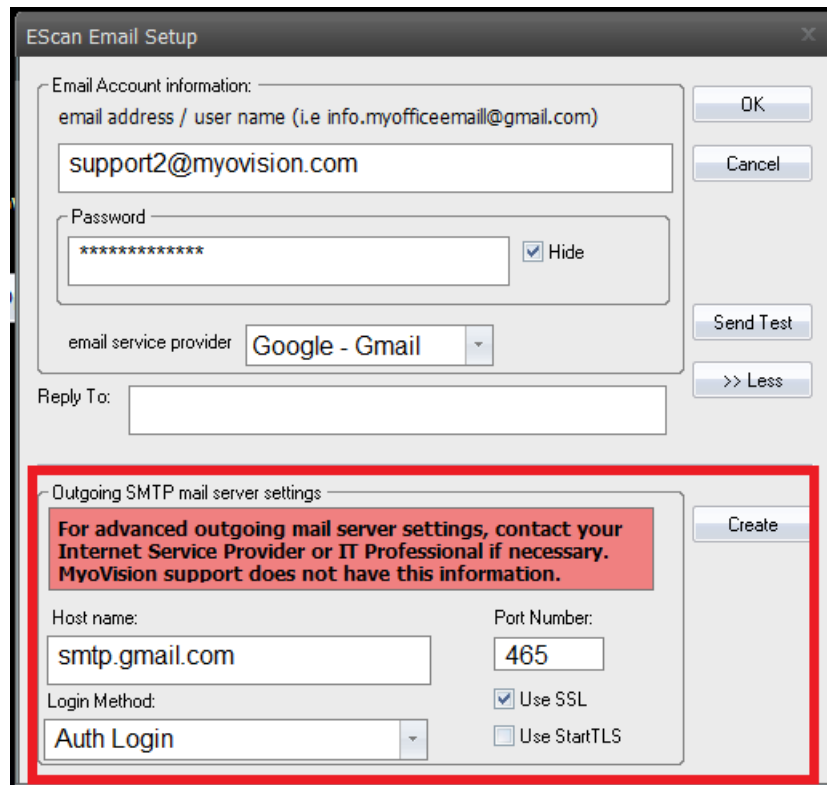 EScan Email Setup
x
Email Account information:
email address / user name (i.e info.myofficeemaill@gmail.com)
OK
support2@myovision.com
Cancel
Password
*************
Hide
email service provider
Google - Gmail
Send Test
>> Less
Reply To:
Outgoing SMTP mail server settings
For advanced outgoing mail server settings, contact your
Internet Service Provider or IT Professional if necessary.
MyoVision support does not have this information.
Create
Host name:
Port Number:
smtp.gmail.com
465
Login Method:
Use SSL
Auth Login
Use StartTLS